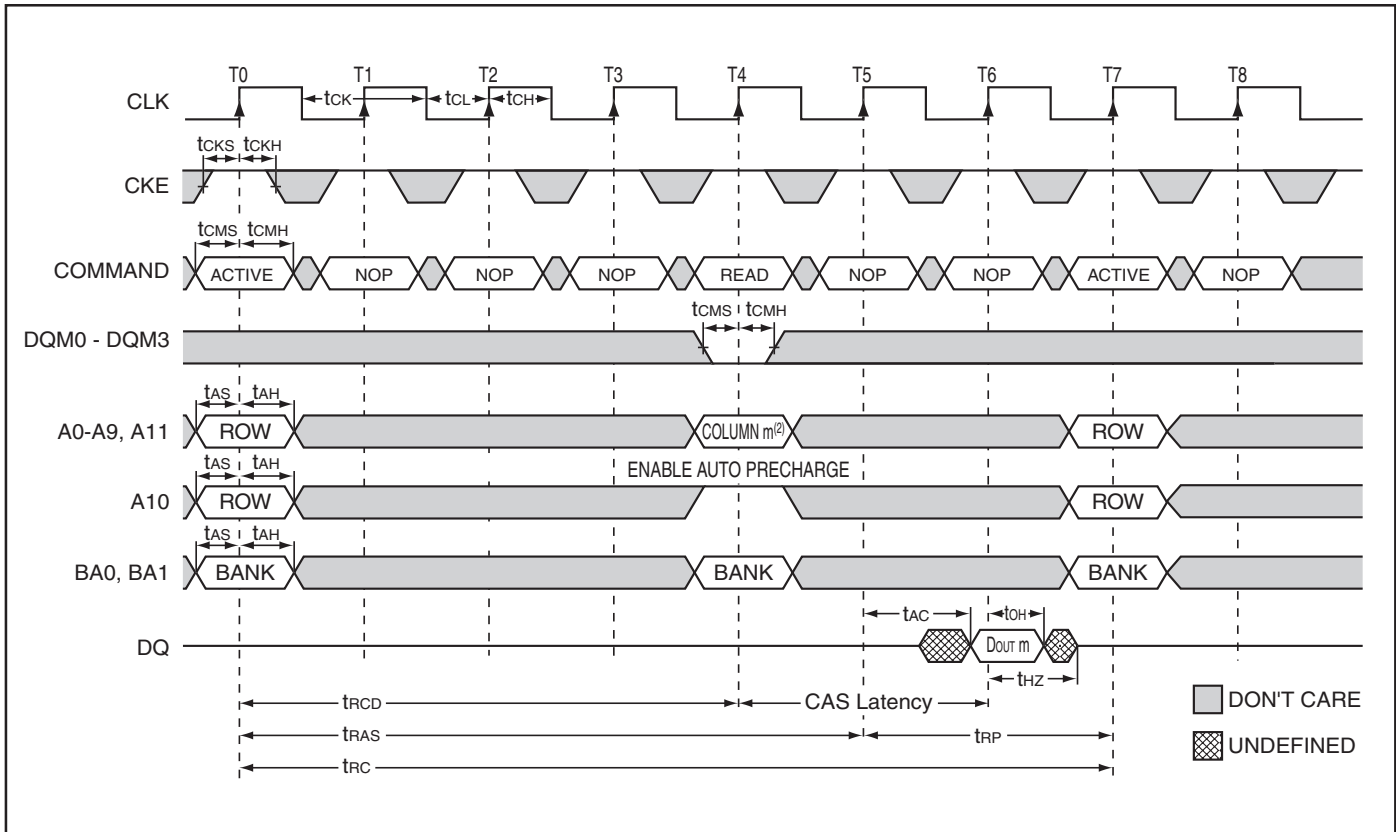 T0 T1 T2 T3 T4 T5 T6 T7 T8
CLK
tCK tCL tCH
tCKS tCKH
CKE
tCMS tCMH
COMMAND ACTIVE NOP NOP NOP READ NOP NOP ACTIVE NOP
tCMS tCMH
DQM0 - DQM3
tAS tAH
A0-A9, A11 ROW COLUMN m(2) ROW
tAS tAH ENABLE AUTO PRECHARGE
A10 ROW ROW
tAS tAH
BA0, BA1 BANK BANK BANK
tAC tOH
DQ DOUT m
tHZ
tRCD CAS Latency
DON'T CARE
tRAS tRP
UNDEFINED
tRC